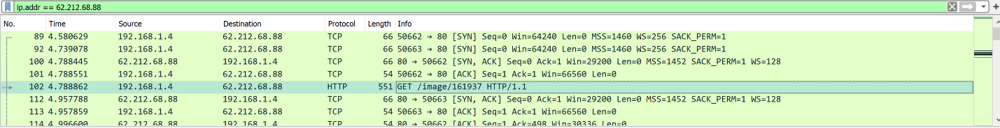 ip.addr == 62.212.68.88
No. Time Source Destination Protocol Length Info
89 4.580629 192.168.1.4 62.212.68.88 TCP 66 50662 → 80 [SYN] Seq=0 Win=64240 Len=0 MSS=1460 WS=256 SACK_PERM=1
92 4.739078 192.168.1.4 62.212.68.88 TCP 66 50663 → 80 [SYN] Seq=0 Win=64240 Len=0 MSS=1460 WS=256 SACK_PERM=1
100 4.788445 62.212.68.88 192.168.1.4 TCP 66 80 → 50662 [SYN, ACK] Seq=0 Ack=1 Win=29200 Len=0 MSS=1452 SACK_PERM=1 WS=128
101 4.788551 192.168.1.4 62.212.68.88 TCP 54 50662 → 80 [ACK] Seq=1 Ack=1 Win=66560 Len=0
102 4.788862 192.168.1.4 62.212.68.88 HTTP 551 GET /image/161937 HTTP/1.1
112 4.957788 62.212.68.88 192.168.1.4 TCP 66 80 → 50663 [SYN, ACK] Seq=0 Ack=1 Win=29200 Len=0 MSS=1452 SACK_PERM=1 WS=128
113 4.957859 192.168.1.4 62.212.68.88 TCP 54 50663 → 80 [ACK] Seq=1 Ack=1 Win=66560 Len=0
114 4.996600 62.212.68.88 192.168.1.4 TCP 54 80 → 50662 [ACK] Seq=1 Ack=498 Win=30336 Len=0